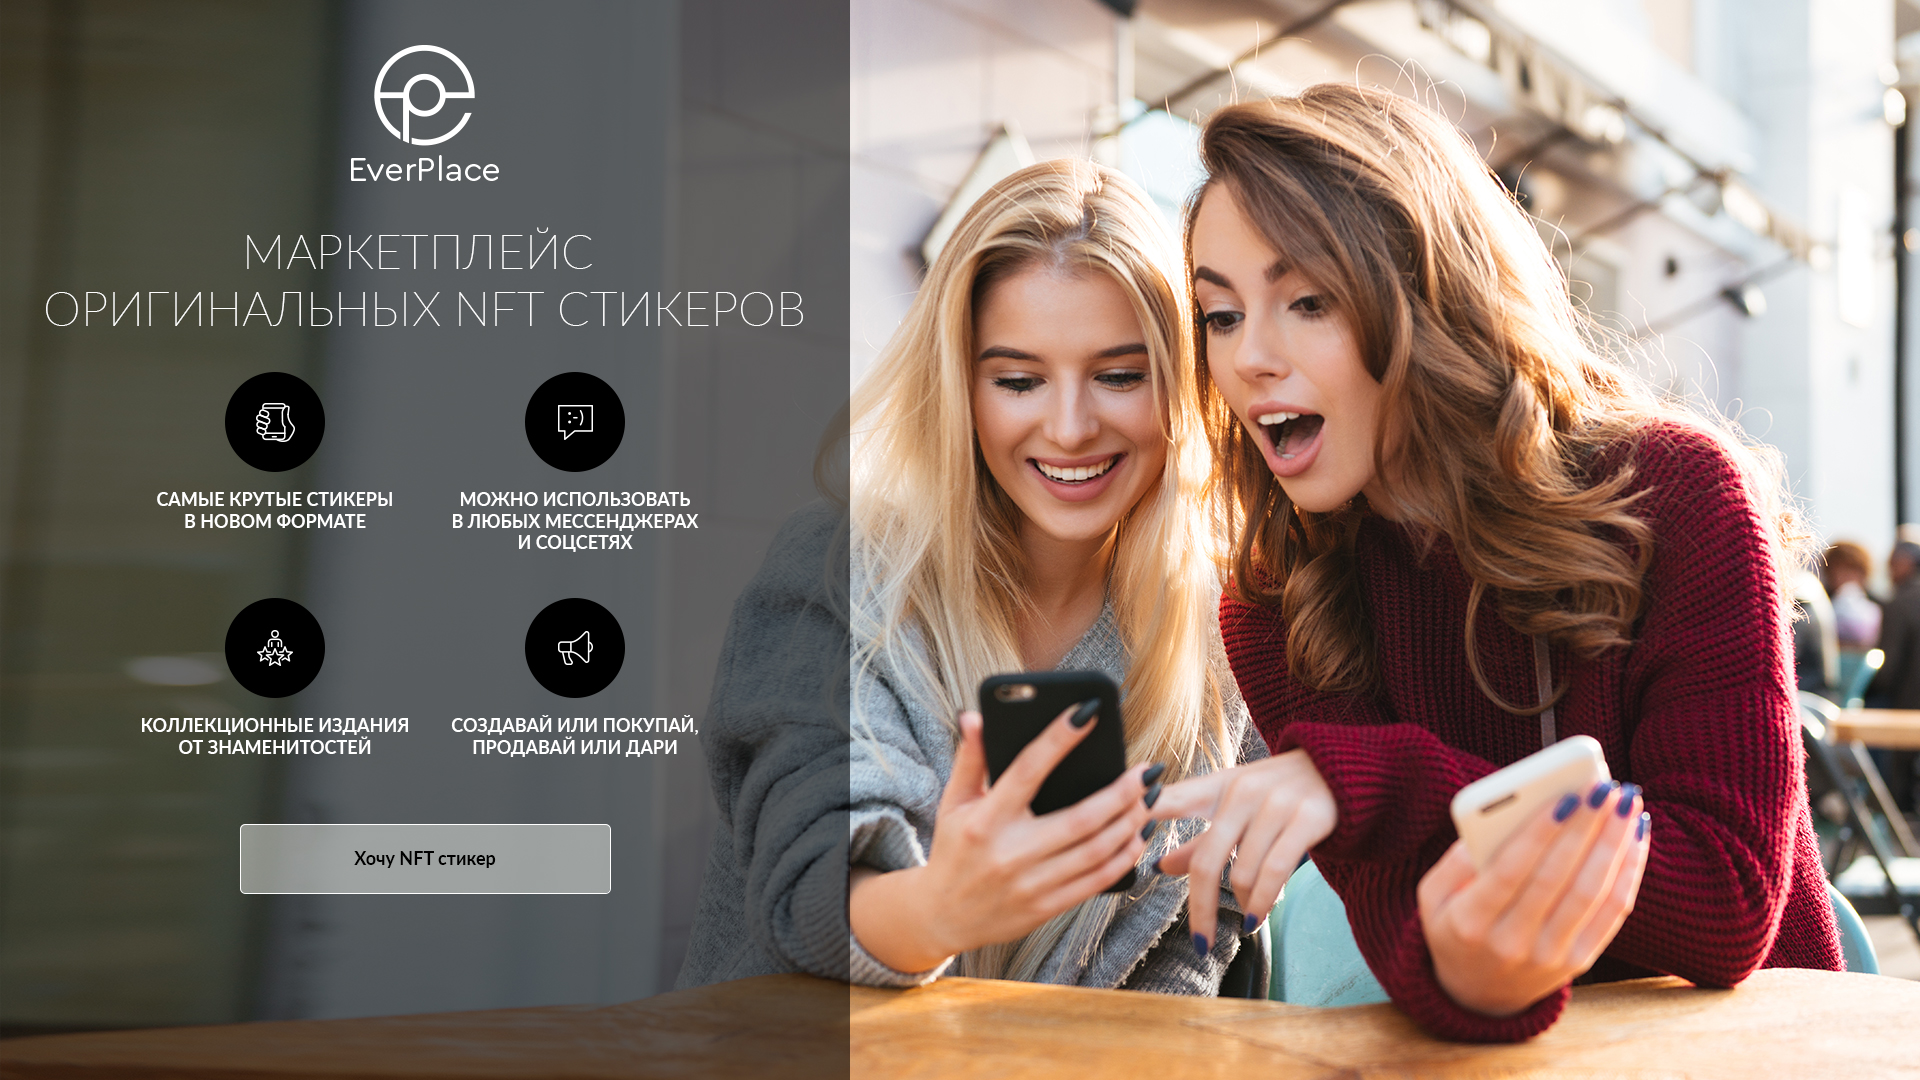 EverPlace
МАРКЕТПЛЕЙС
ОРИГИНАЛЬНЫХ NFT СТИКЕРОВ
САМЫЕ КРУТЫЕ СТИКЕРЫ
В НОВОМ ФОРМАТЕ
МОЖНО ИСПОЛЬЗОВАТЬ
В ЛЮБЫХ МЕССЕНДЖЕРАХ
И СОЦСЕТЯХ
КОЛЛЕКЦИОННЫЕ ИЗДАНИЯ
ОТ ЗНАМЕНИТОСТЕЙ
СОЗДАВАЙ ИЛИ ПОКУПАЙ,
ПРОДАВАЙ ИЛИ ДАРИ
Хочу NFT стикер